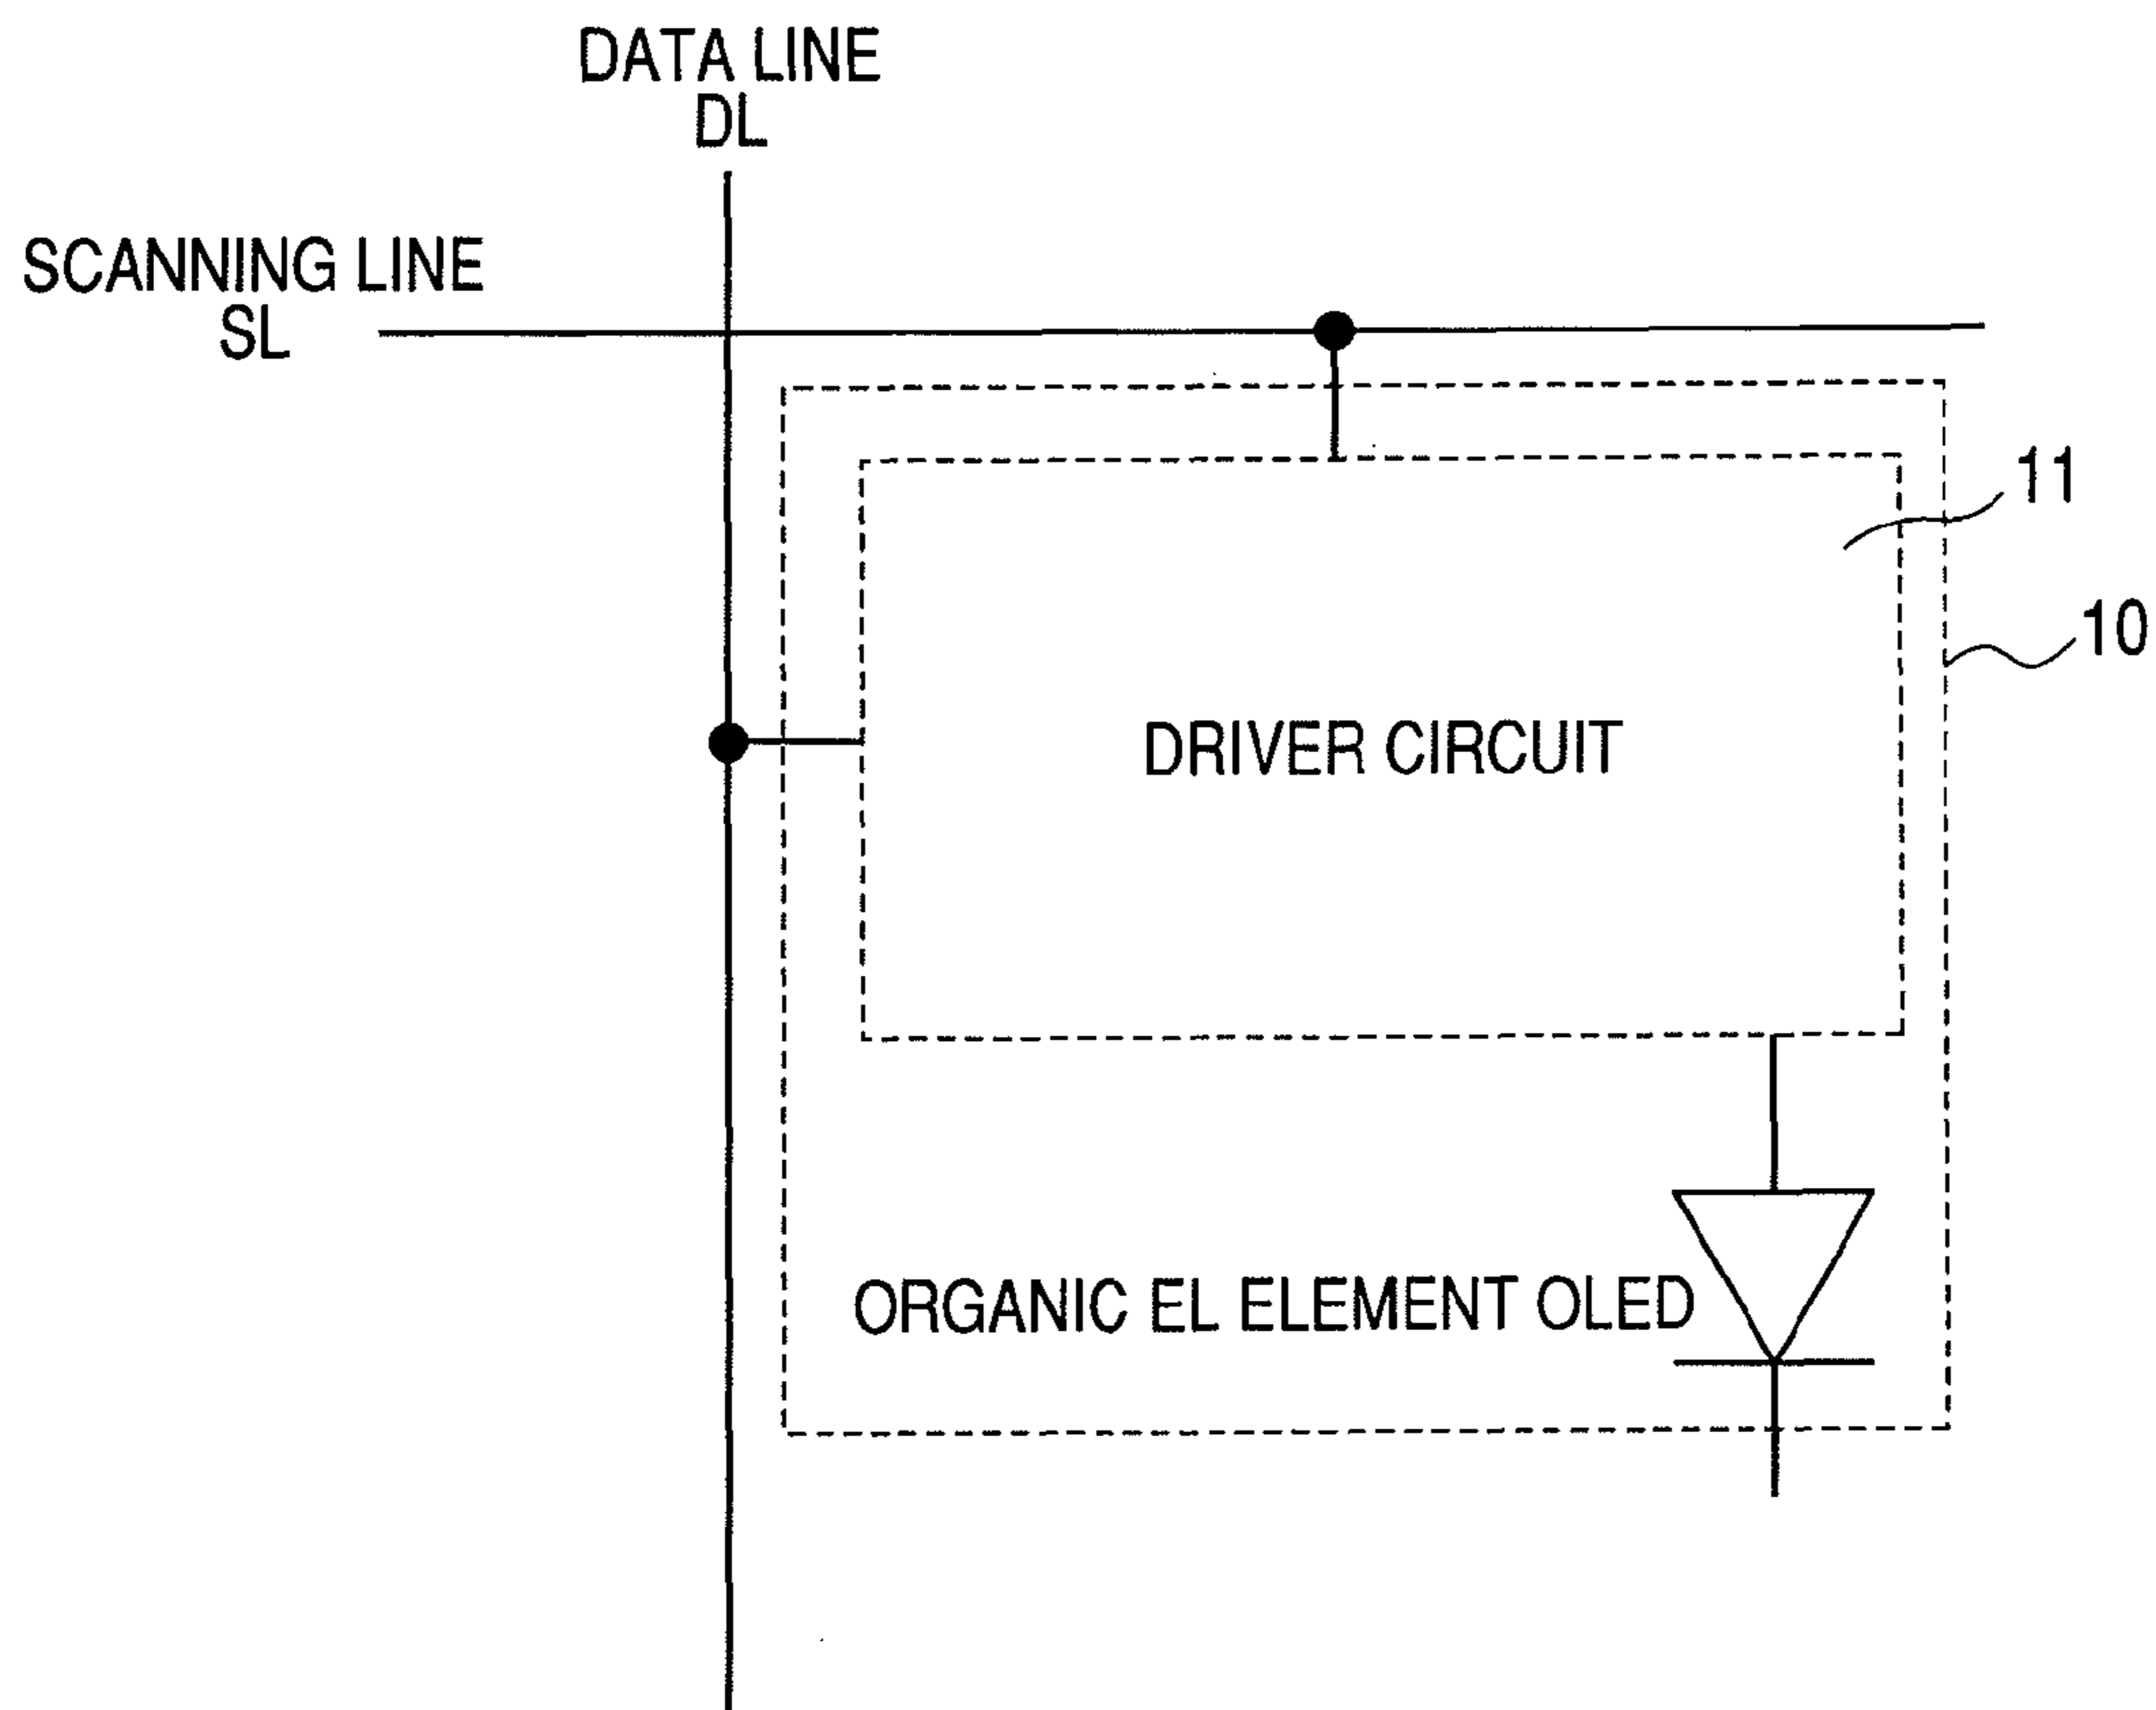 DATA LINE
DL
SCANNING LINE
SL
11
10
DRIVER CIRCUIT
ORGANIC EL ELEMENT OLED